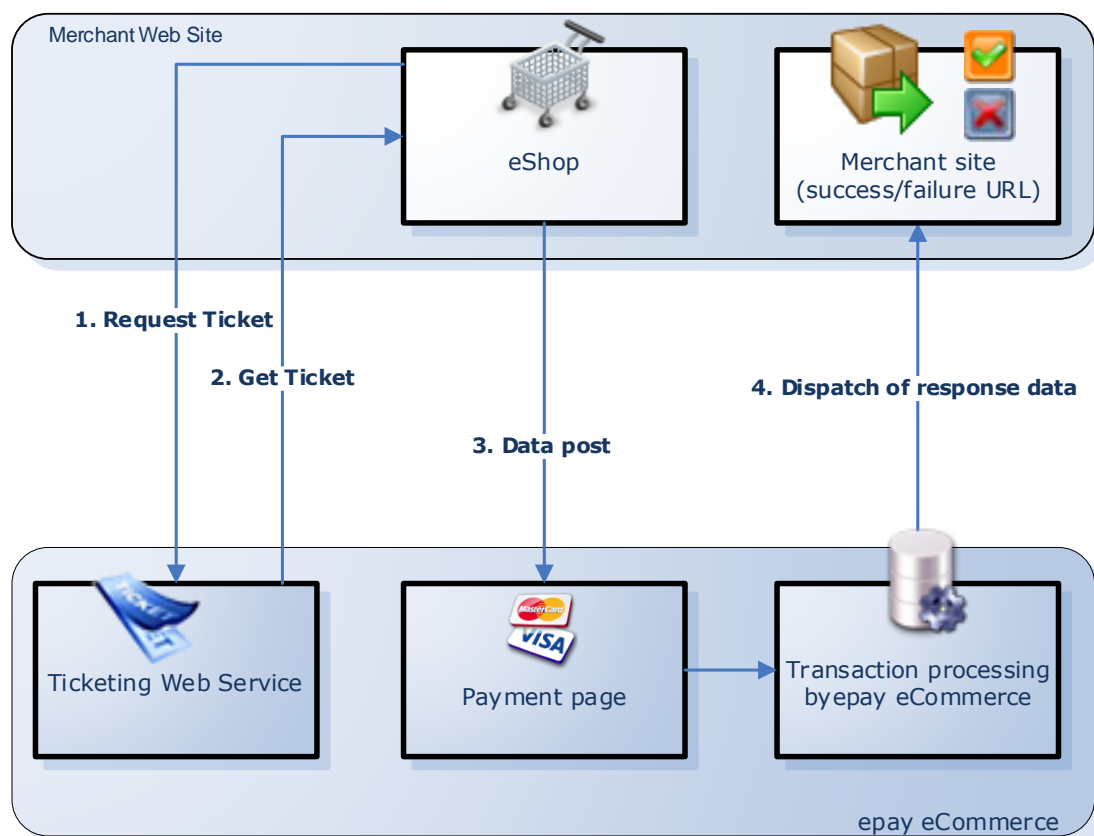 Merchant Web Site
eShop
Merchant site
(success/failure URL)
1. Request Ticket
2. Get Ticket
3. Data post
4. Dispatch of response data
TICKET
MasterCard
VISA
Ticketing Web Service
Payment page
Transaction processing
byepay eCommerce
epay eCommerce